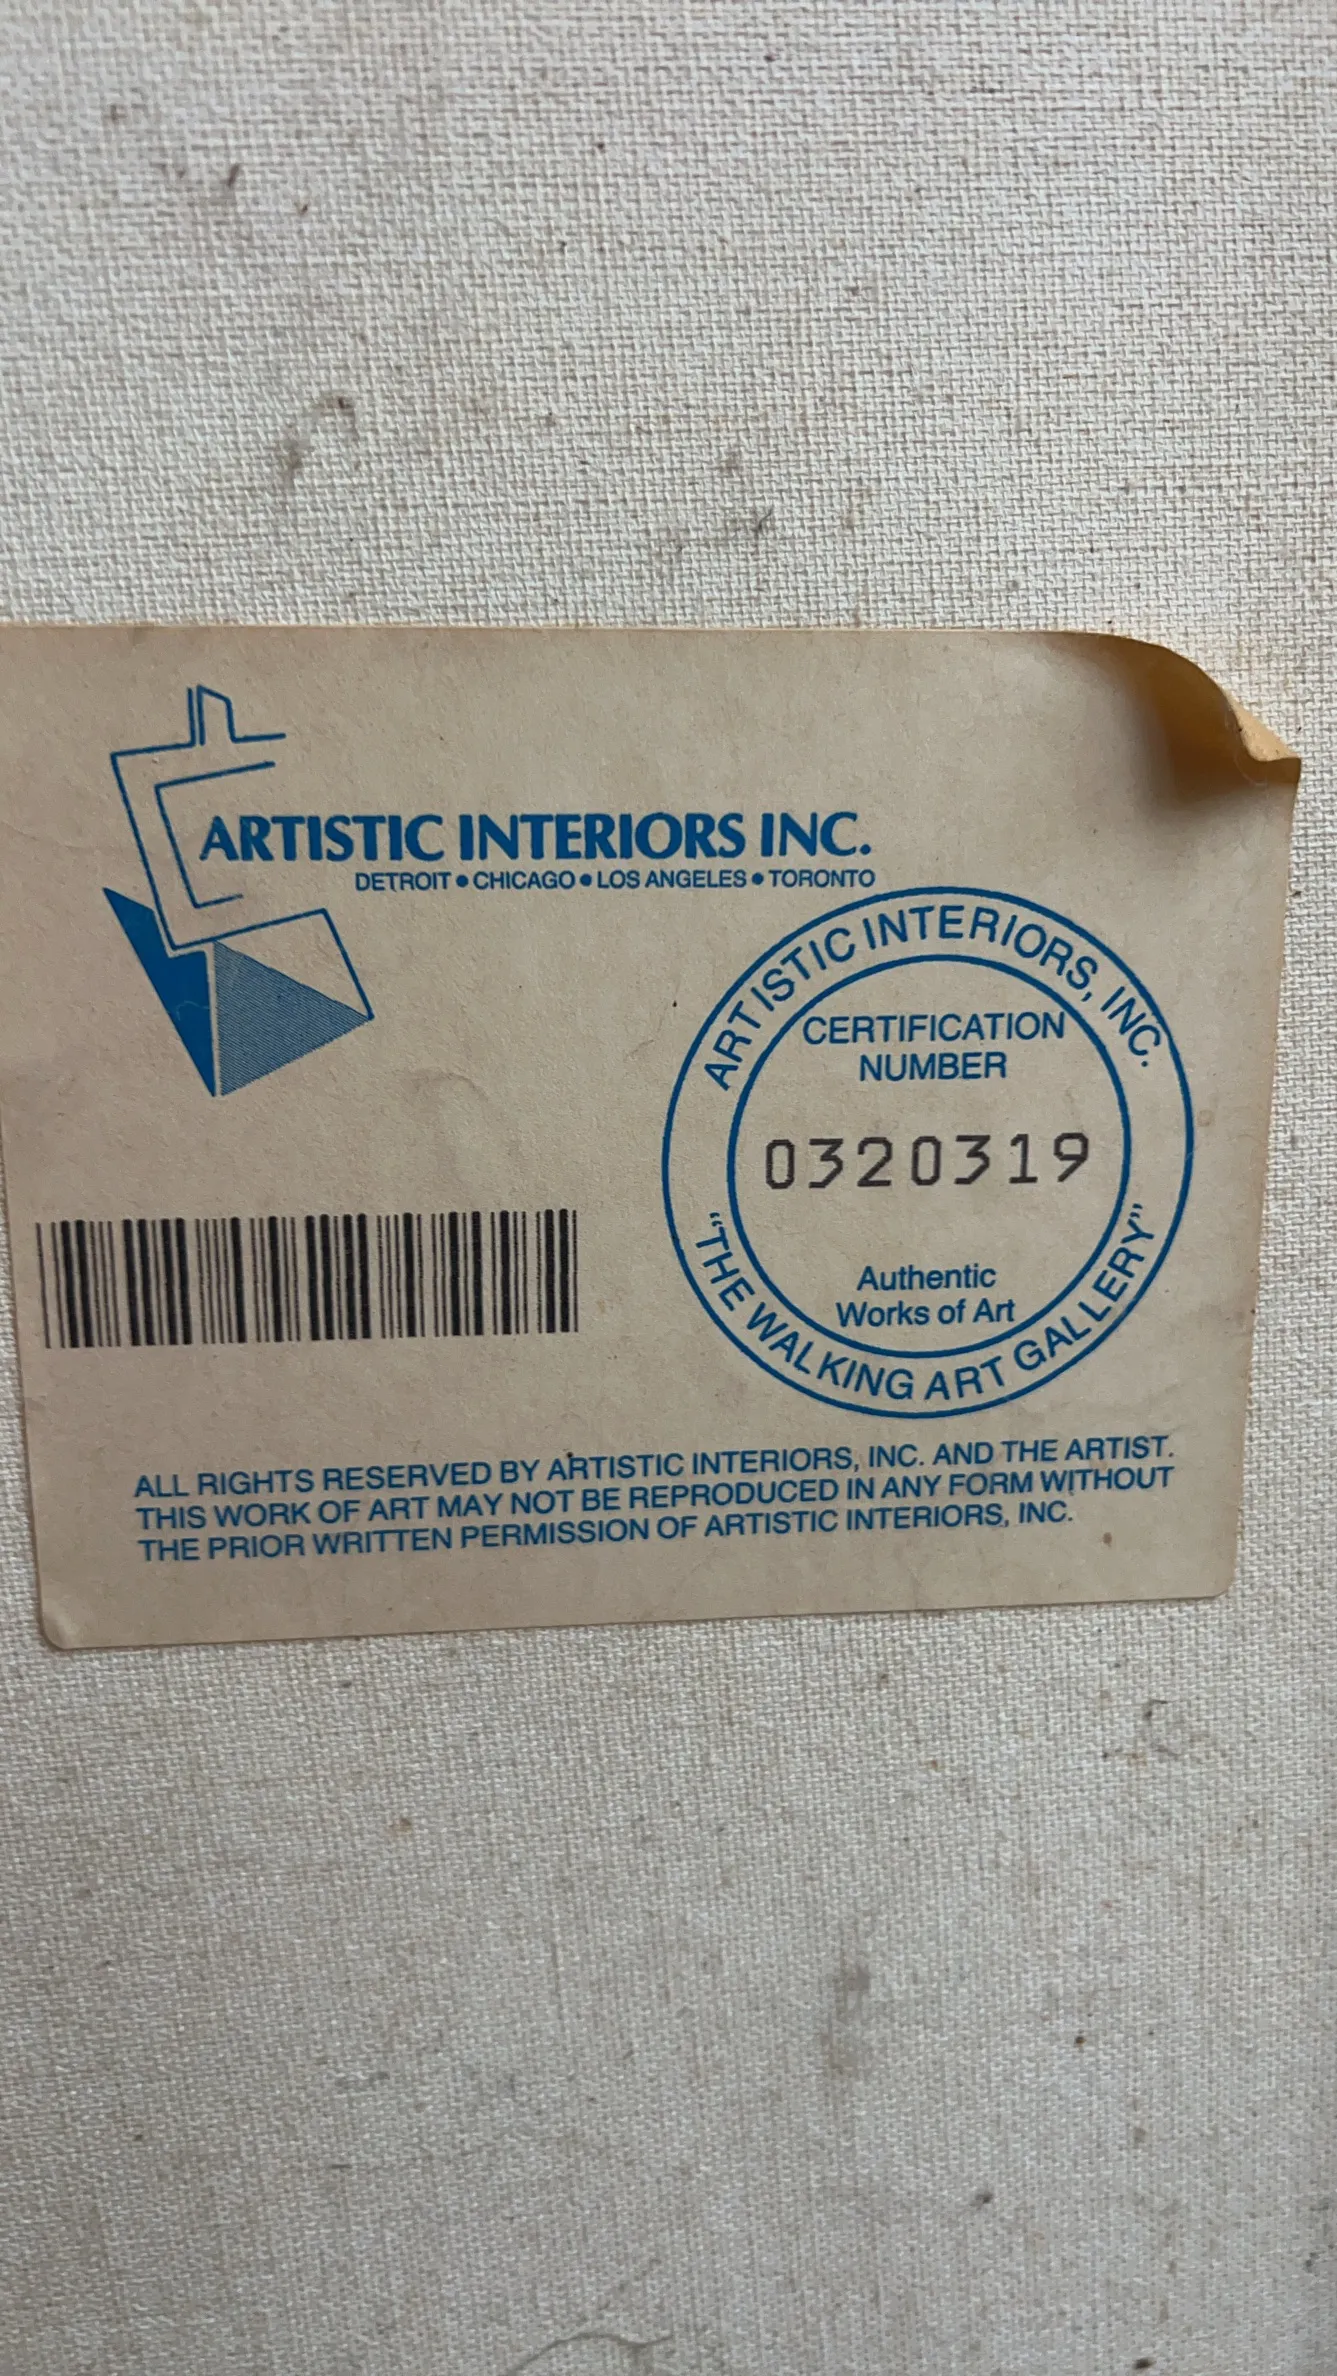 ARTISTIC INTERIORS INC.
DETROIT • CHICAGO • LOS ANGELES • TORONTO
ARTISTIC INTERIORS, INC.
CERTIFICATION
NUMBER
0320319
Authentic
Works of Art
"THE WALKING ART GALLERY"
ALL RIGHTS RESERVED BY ARTISTIC INTERIORS, INC. AND THE ARTIST.
THIS WORK OF ART MAY NOT BE REPRODUCED IN ANY FORM WITHOUT
THE PRIOR WRITTEN PERMISSION OF ARTISTIC INTERIORS, INC.